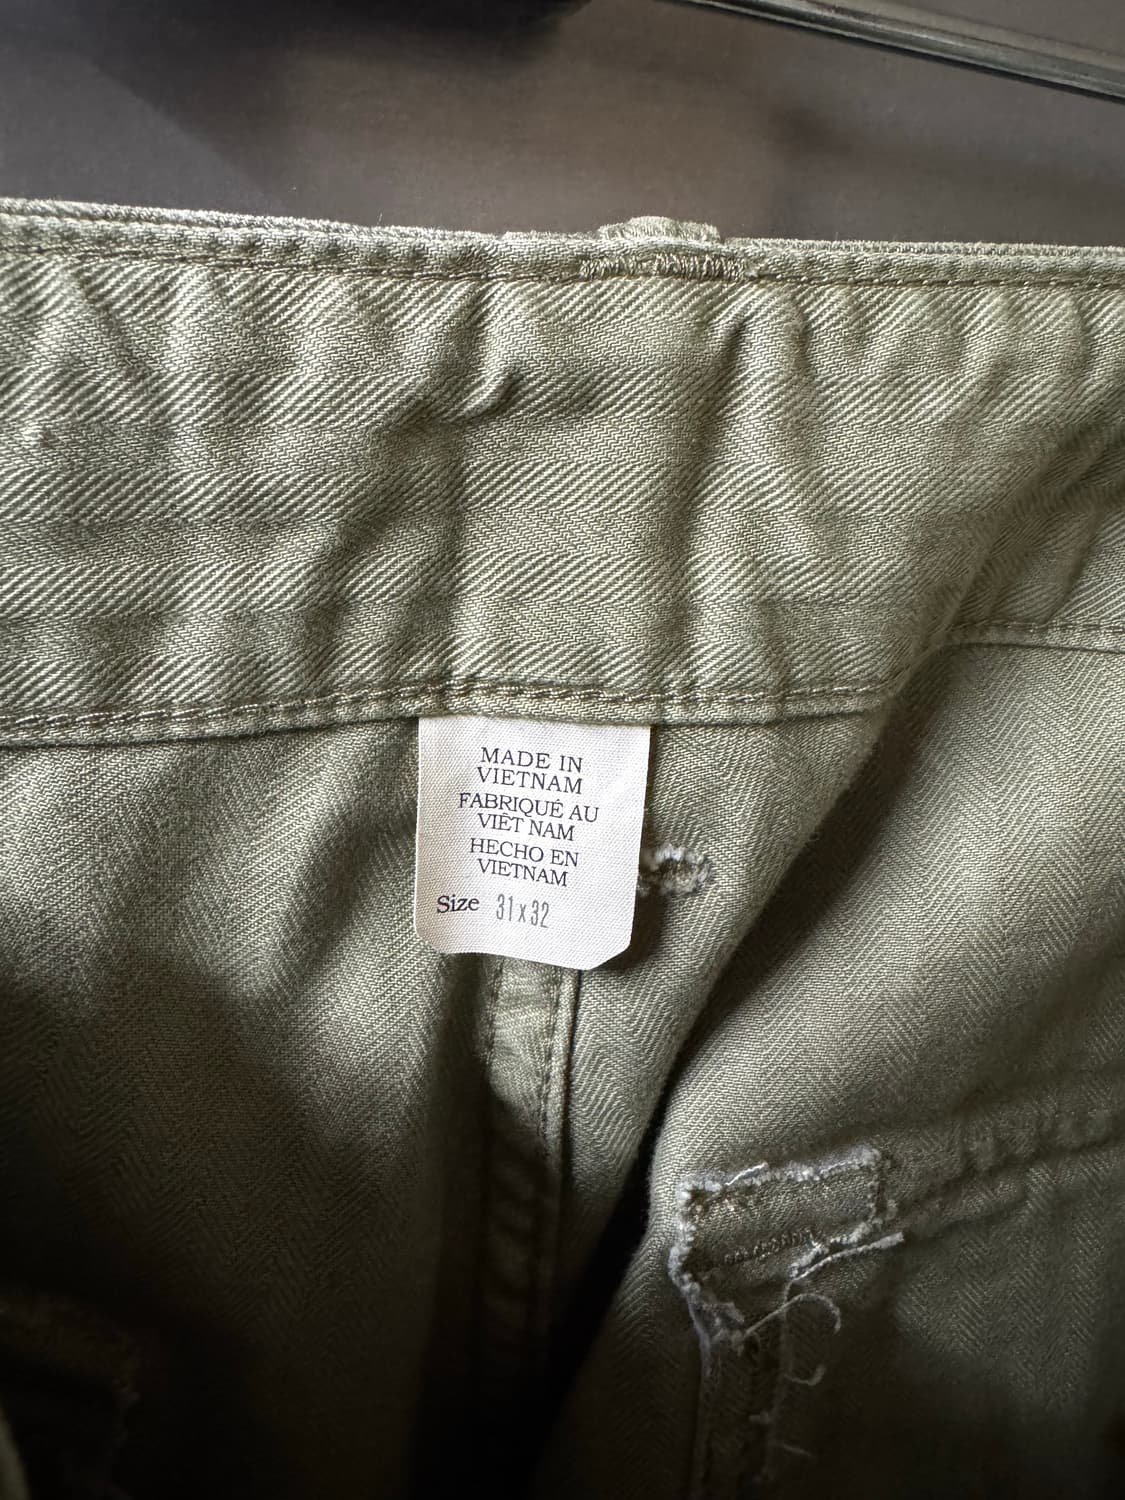 MADE IN
VIETNAM
FABRIQUÉ AU
VIÊT NAM
HECHO EN
VIETNAM
Size 31 x 32